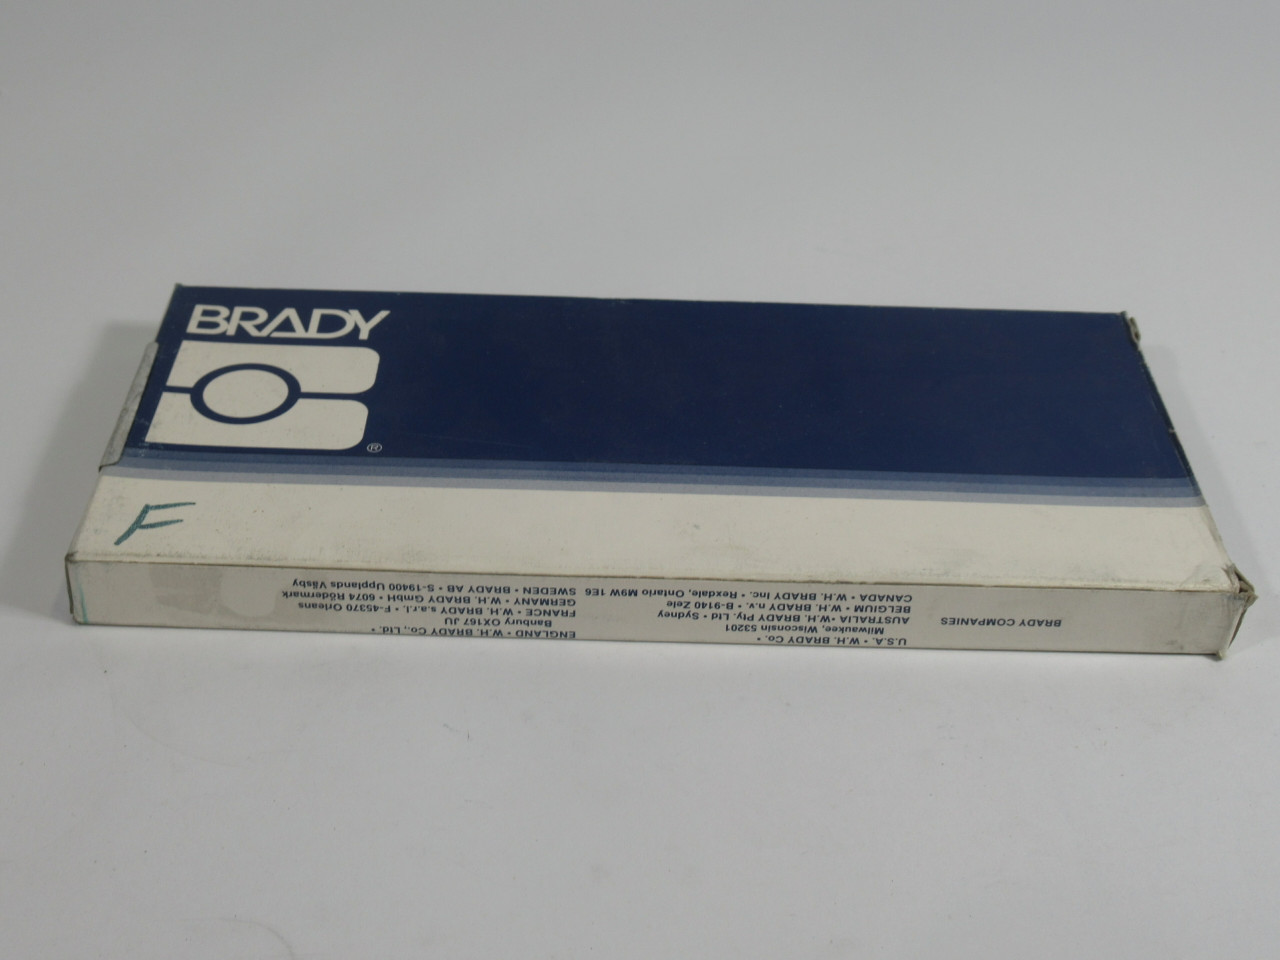 BRADY
®
F
BRADY COMPANIES
U.S.A. • W.H. BRADY Co. •
Milwaukee, Wisconsin 53201
AUSTRALIA • W.H. BRADY Pty. Ltd • Sydney
BELGIUM • W.H. BRADY n.v. • B-9140 Zele
CANADA • W.H. BRADY Inc. • Rexdale, Ontario M9W 1E6
ENGLAND • W.H. BRADY Co., Ltd. •
Banbury OX167 JU
FRANCE • W.H. BRADY, s.a.r.l. • F-45370 Orleans
GERMANY • W.H. BRADY GmbH • 6074 Rödermark
SWEDEN • BRADY AB • S-19400 Upplands Väsby